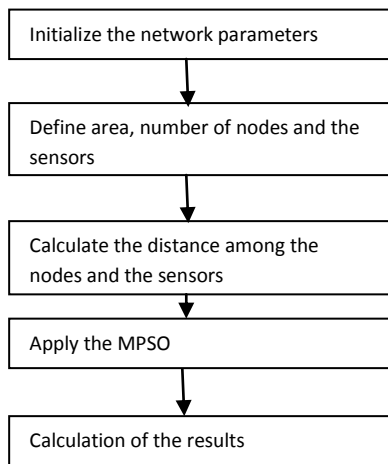 Initialize the network parameters
Define area, number of nodes and the
sensors
Calculate the distance among the
nodes and the sensors
Apply the MPSO
Calculation of the results